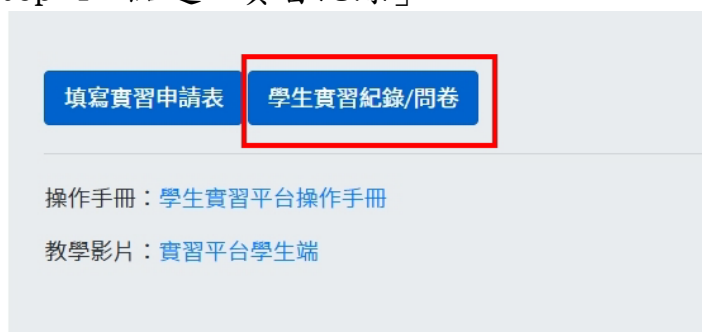 填寫實習申請表 學生實習紀錄/問卷
操作手冊：學生實習平台操作手冊
教學影片：實習平台學生端